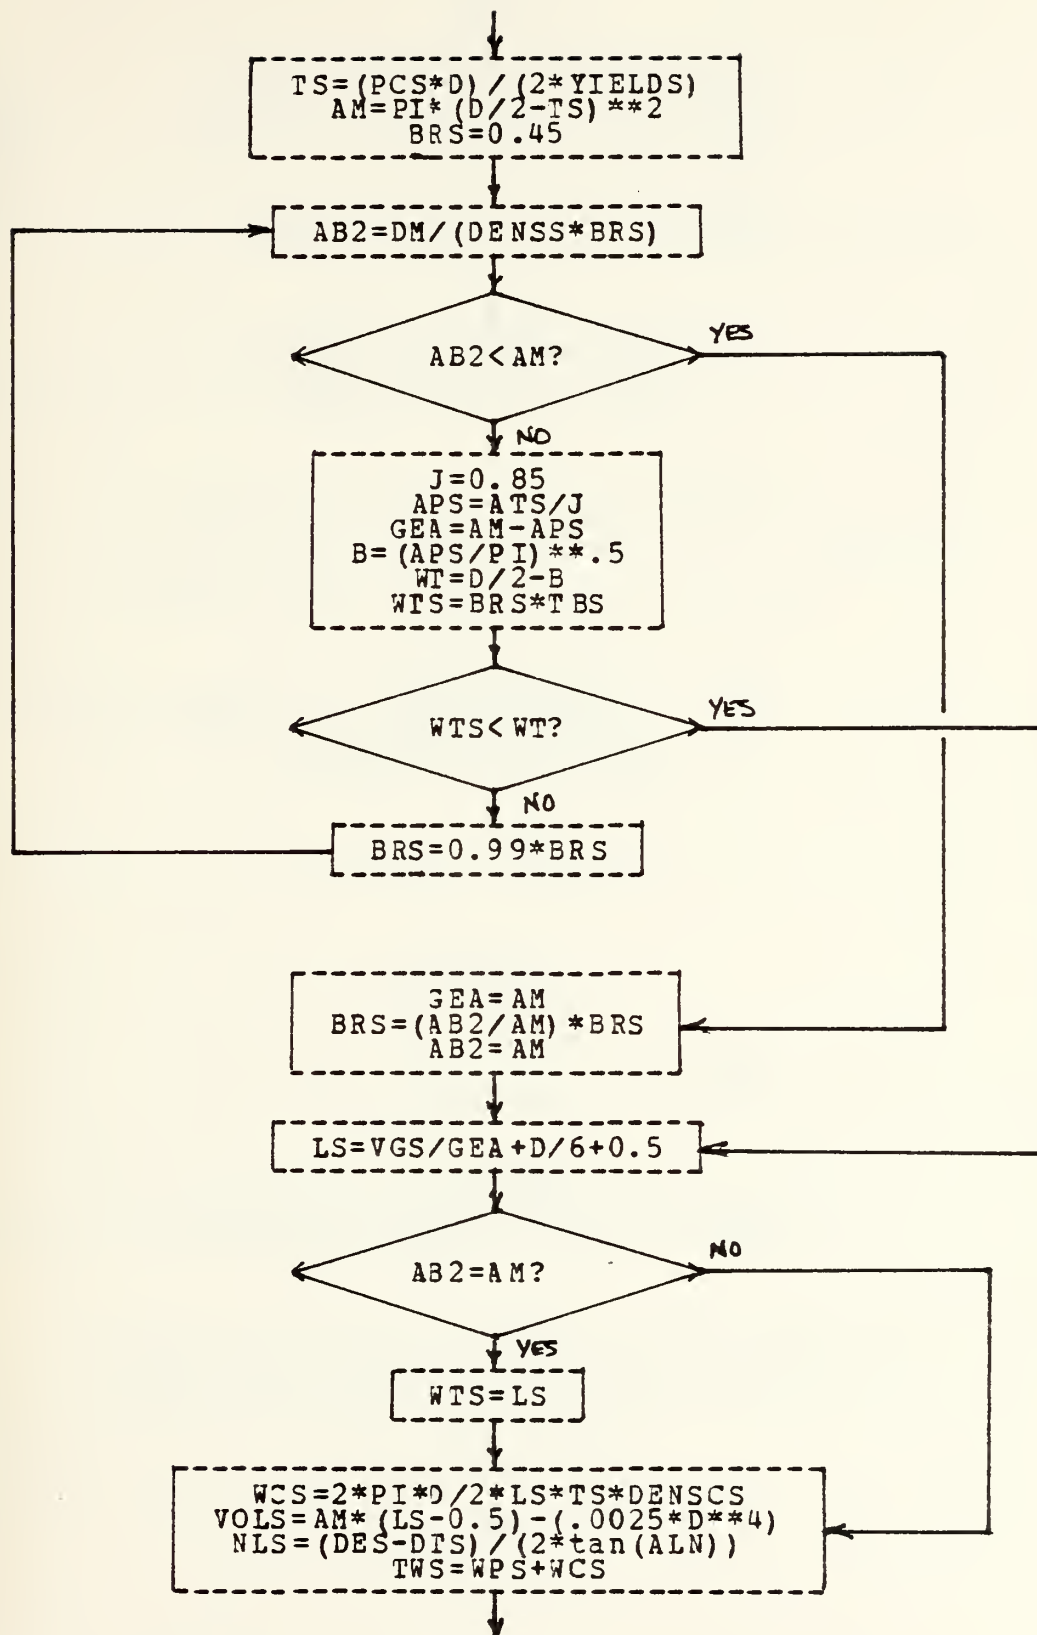 TS=(PCS*D)/(2*YIELDS)
AM=PI*(D/2-TS)**2
BRS=0.45
AB2=DM/(DENSS*BRS)
AB2<AM?
YES
NO
J=0.85
APS=ATS/J
GEA=AM-APS
B=(APS/PI)**.5
WT=D/2-B
WTS=BRS*TBS
WTS<WT?
YES
NO
BRS=0.99*BRS
GEA=AM
BRS=(AB2/AM)*BRS
AB2=AM
LS=VGS/GEA+D/6+0.5
AB2=AM?
NO
YES
WTS=LS
WCS=2*PI*D/2*LS*TS*DENSCS
VOLS=AM*(LS-0.5)-(.0025*D**4)
NLS=(DES-DTS)/(2*tan(ALN))
TWS=WPS+WCS